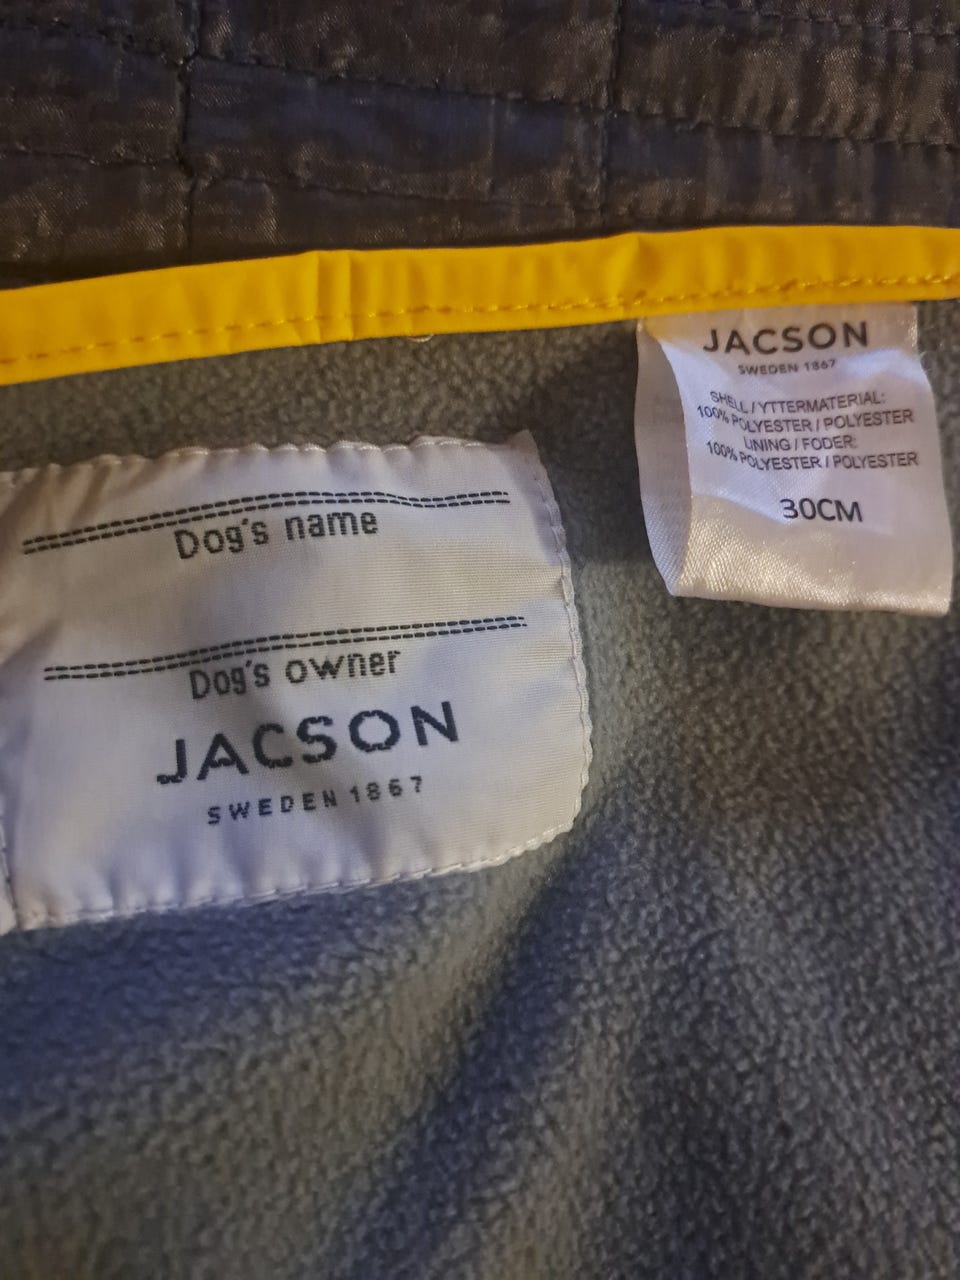 JACSON
SWEDEN 1867
SHELL / YTTERMATERIAL:
100% POLYESTER / POLYESTER
LINING / FODER:
100% POLYESTER / POLYESTER
30CM
Dog's name
Dog's owner
JACSON
SWEDEN 1867